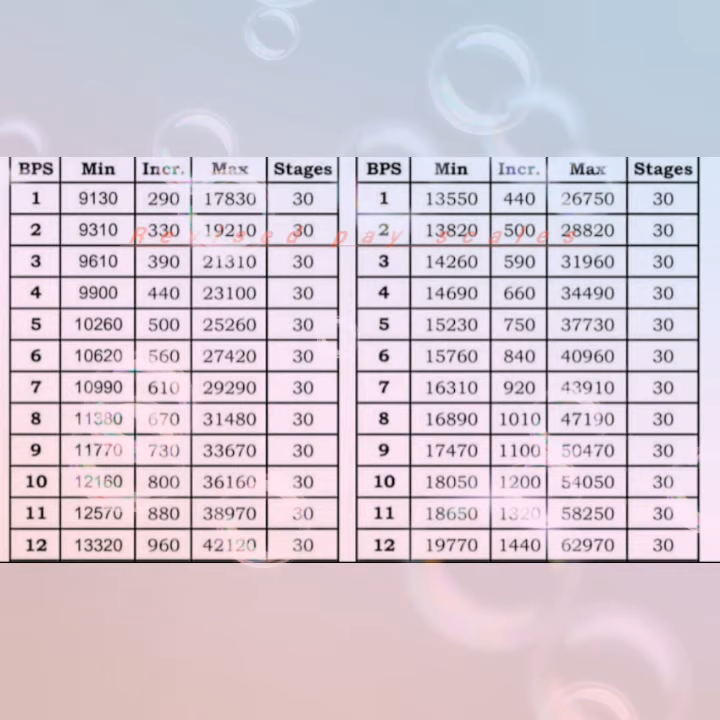 BPS Min Incr. Max Stages BPS Min Incr. Max Stages
1 9130 290 17830 30 1 13550 440 26750 30
2 9310 330 19210 30 2 13820 500 28820 30
Revised pay scales
3 9610 390 21310 30 3 14260 590 31960 30
4 9900 440 23100 30 4 14690 660 34490 30
5 10260 500 25260 30 5 15230 750 37730 30
6 10620 560 27420 30 6 15760 840 40960 30
7 10990 610 29290 30 7 16310 920 43910 30
8 11380 670 31480 30 8 16890 1010 47190 30
9 11770 730 33670 30 9 17470 1100 50470 30
10 12160 800 36160 30 10 18050 1200 54050 30
11 12570 880 38970 30 11 18650 1320 58250 30
12 13320 960 42120 30 12 19770 1440 62970 30